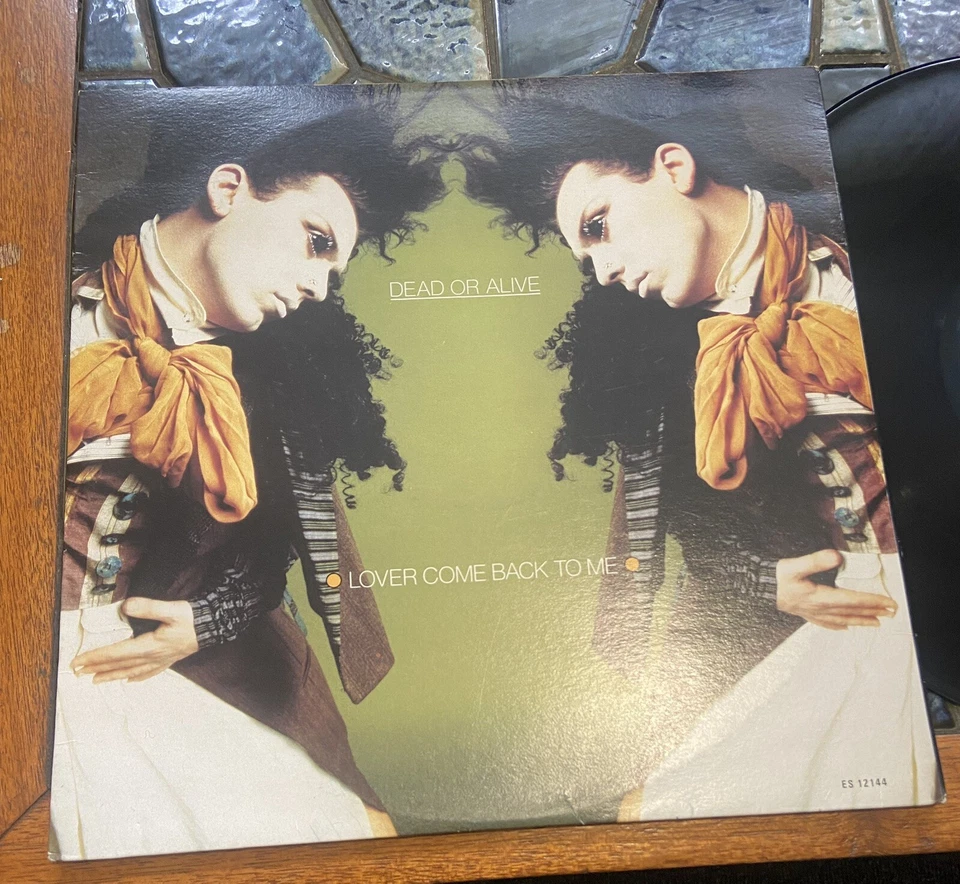 DEAD OR ALIVE
LOVER COME BACK TO ME
ES 12144